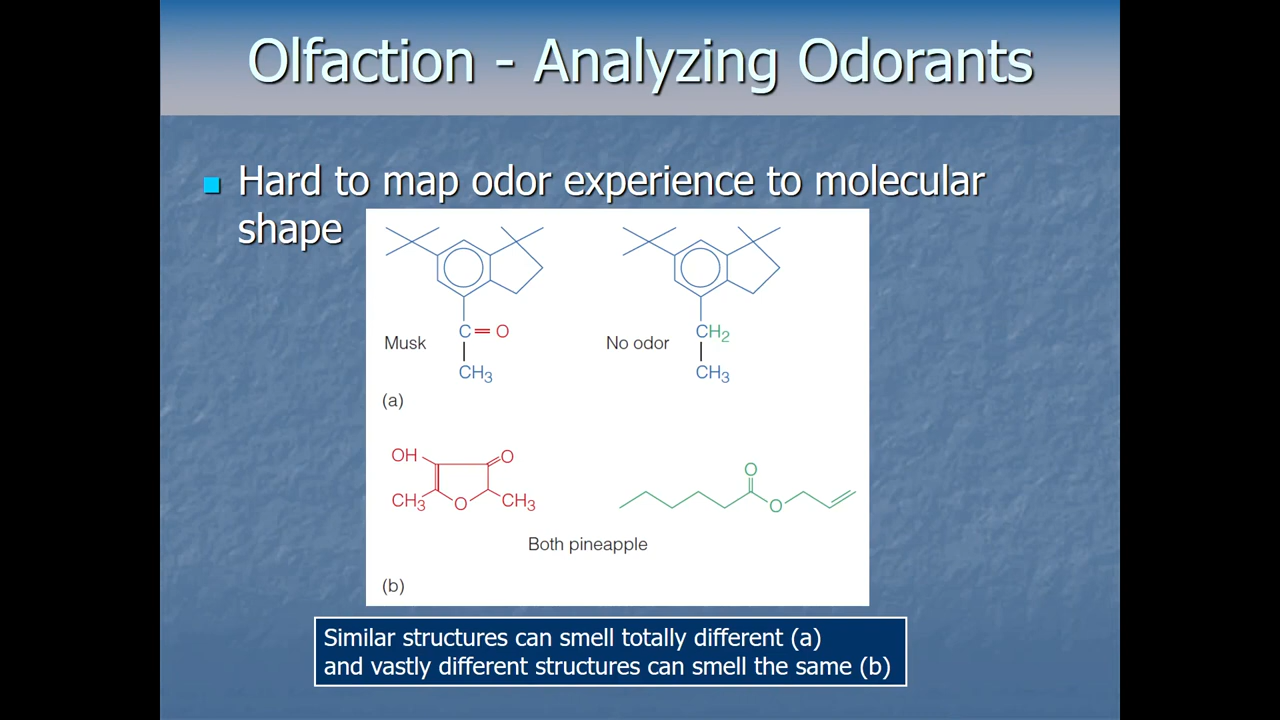 Olfaction - Analyzing Odorants
Hard to map odor experience to molecular
shape
Musk
C
O
CH3
No odor
CH2
CH3
(a)
OH
O
CH3
O
CH3
O
O
Both pineapple
(b)
Similar structures can smell totally different (a)
and vastly different structures can smell the same (b)